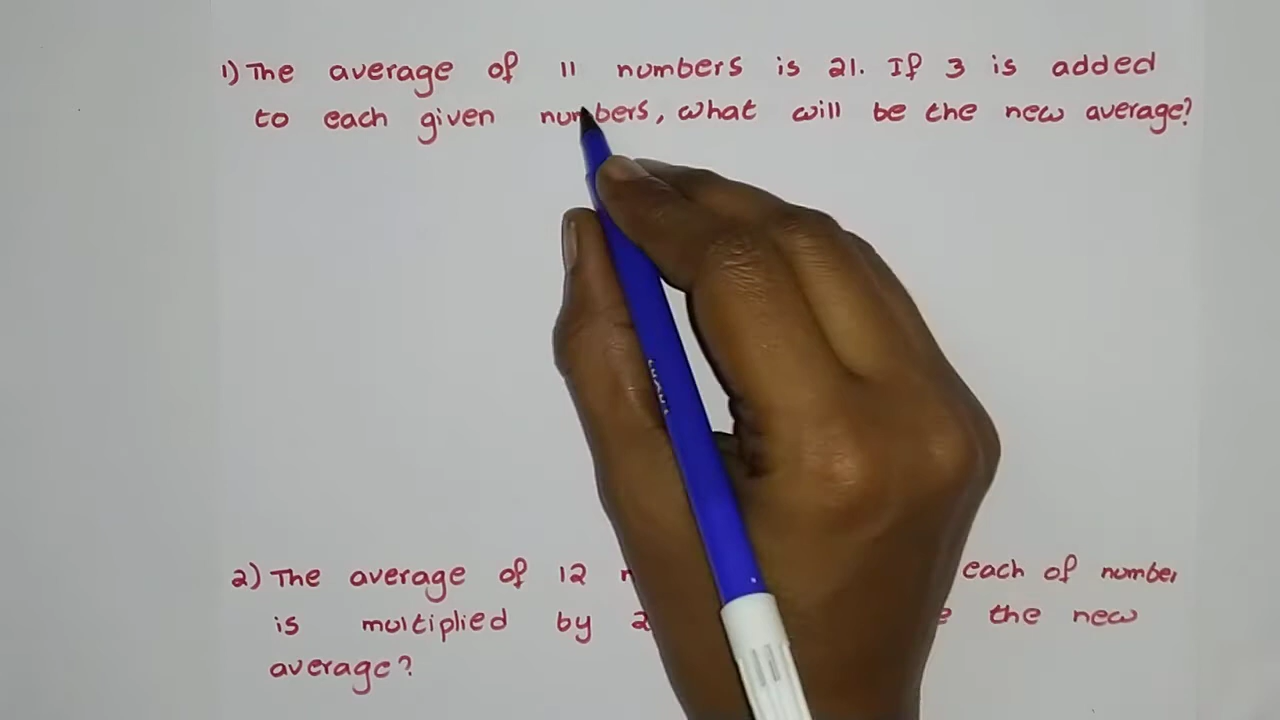 1) The average of 11 numbers is 21. If 3 is added
to each given numbers, what will be the new average?
2) The average of 12 each of number
is multiplied by 2 the new
average?